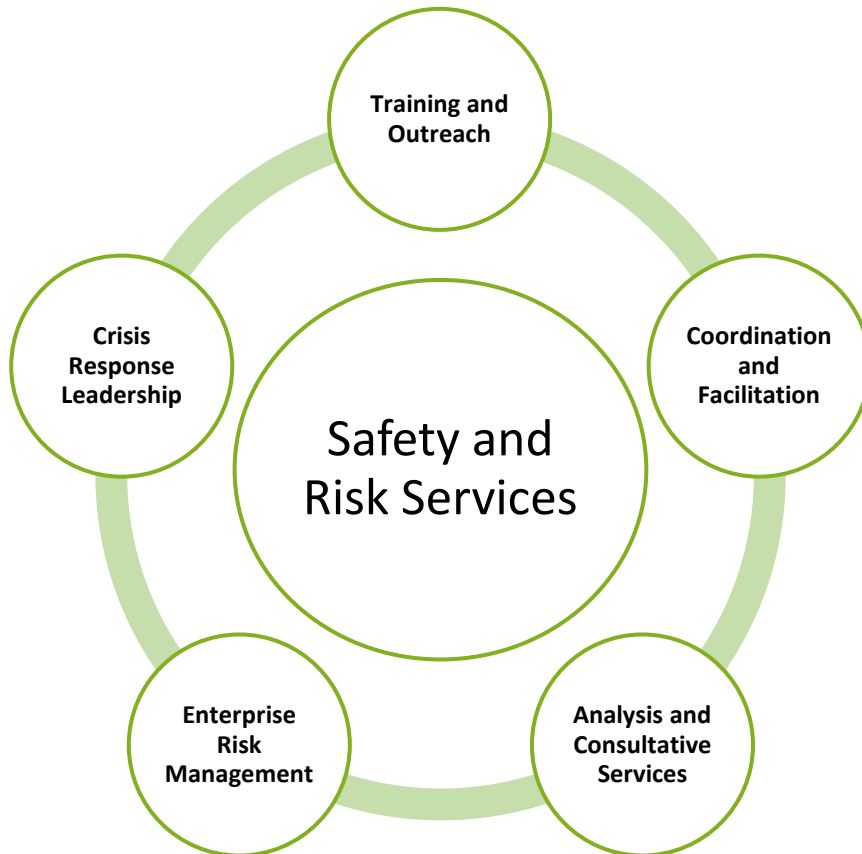 Training and
Outreach
Crisis
Response
Leadership
Coordination
and
Facilitation
Safety and
Risk Services
Enterprise
Risk
Management
Analysis and
Consultative
Services